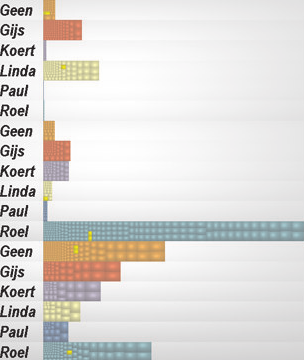 Geen
Gijs
Koert
Linda
Paul
Roel
Geen
Gijs
Koert
Linda
Paul
Roel
Geen
Gijs
Koert
Linda
Paul
Roel